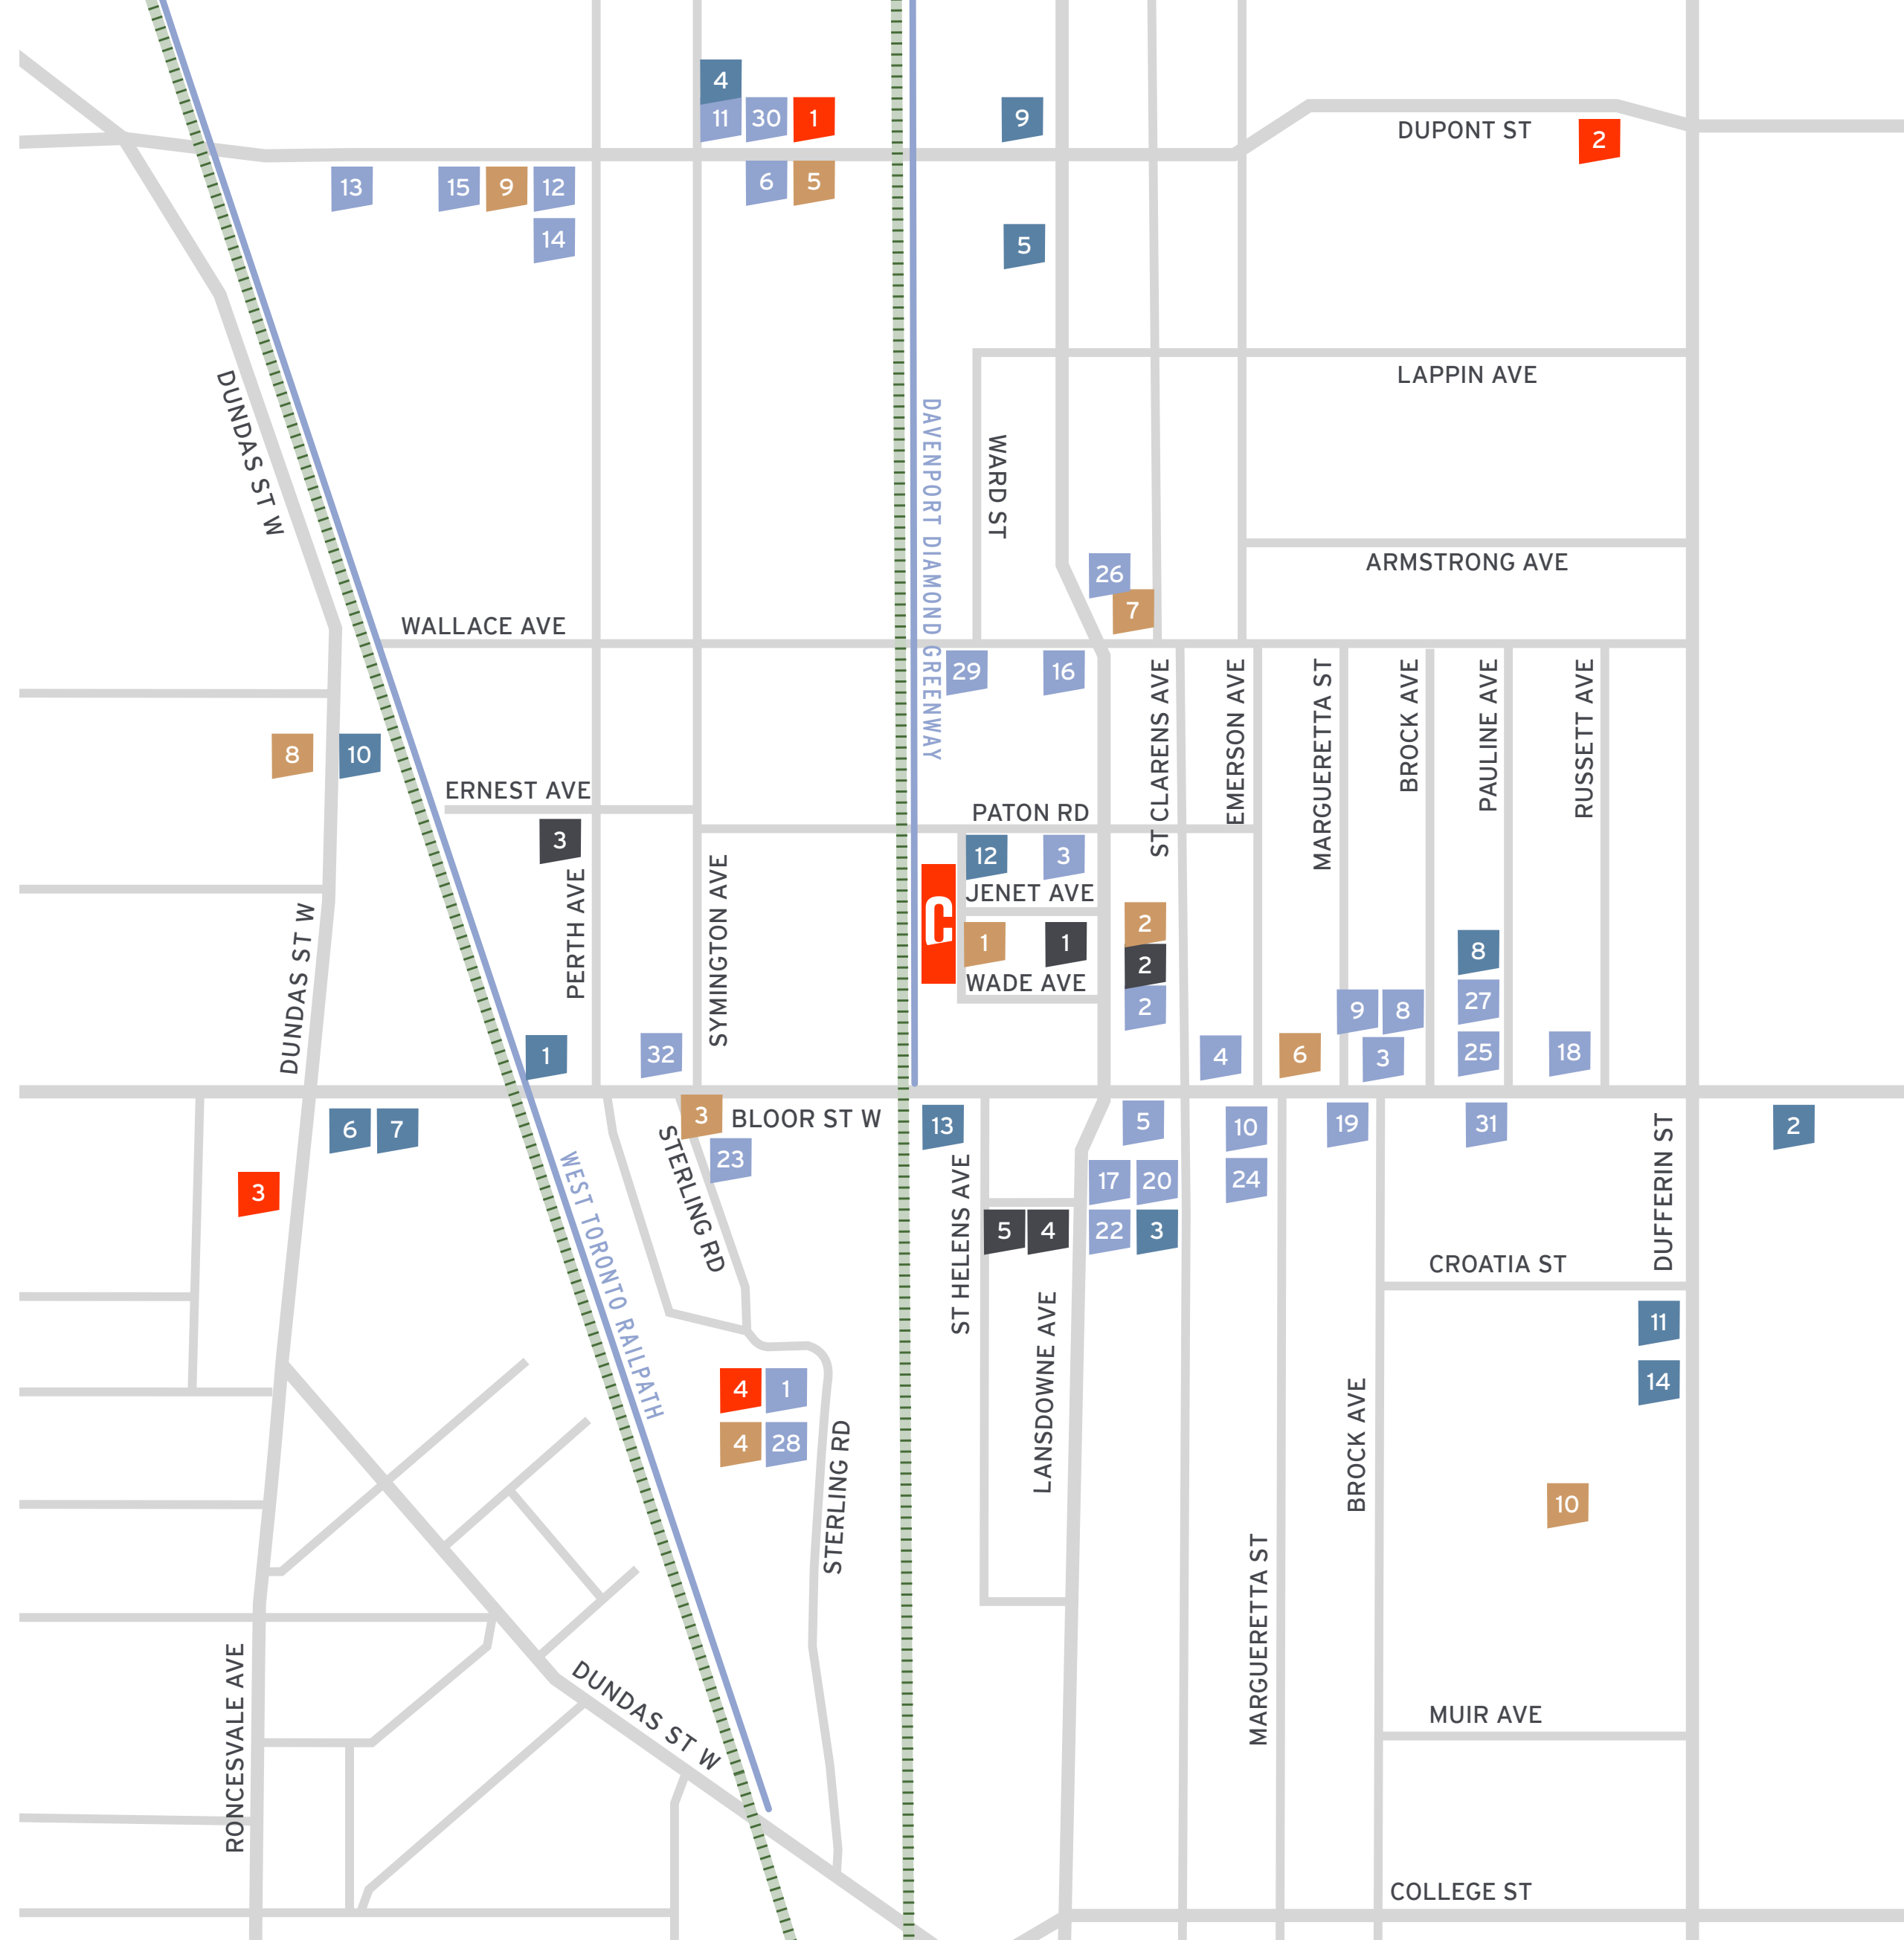 4
11 30 1
9
DUPONT ST
2
13
15 9 12
14
6 5
5
LAPPIN AVE
DUNDAS ST W
DAVENPORT DIAMOND GREENWAY
WARD ST
ARMSTRONG AVE
26
7
WALLACE AVE
29
16
ST CLARENS AVE
EMERSON AVE
MARGUERETTA ST
BROCK AVE
PAULINE AVE
RUSSETT AVE
8
10
ERNEST AVE
3
PERTH AVE
SYMINGTON AVE
PATON RD
12
3
JENET AVE
C
1
1
WADE AVE
2
2
2
8
27
25
9 8
3
18
4
6
DUNDAS ST W
1
32
3
BLOOR ST W
23
6 7
3
WEST TORONTO RAILPATH
STERLING RD
13
ST HELENS AVE
5
17 20
22 3
5 4
10
24
19
31
2
DUFFERIN ST
CROATIA ST
11
14
LANSDOWNE AVE
BROCK AVE
4 1
4 28
STERLING RD
10
MARGUERETTA ST
RONCESVALE AVE
DUNDAS ST W
MUIR AVE
COLLEGE ST